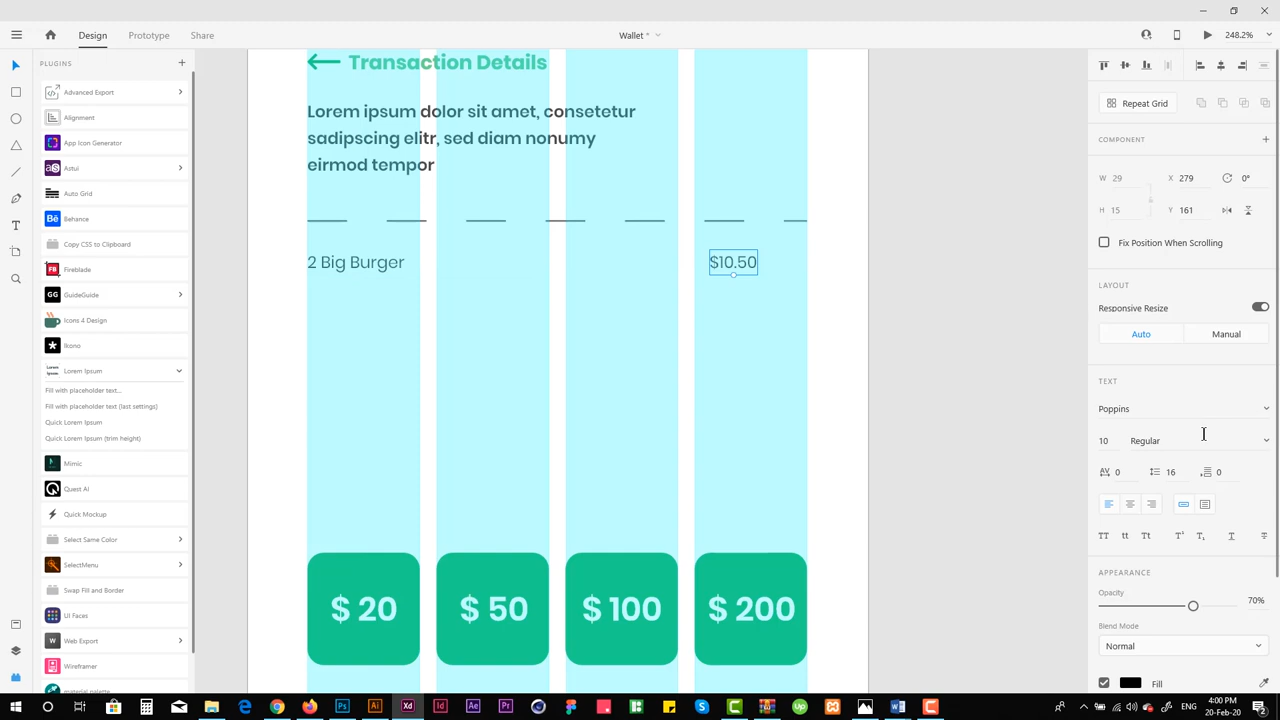 Design
Prototype
Share
Wallet *
248.2%
PLUGINS
Advanced Export
Alignment
App Icon Generator
Astui
Auto Grid
Behance
Copy CSS to Clipboard
Fireblade
GuideGuide
Icons 4 Design
Ikono
Lorem Ipsum
Fill with placeholder text...
Fill with placeholder text (last settings)
Quick Lorem Ipsum
Quick Lorem Ipsum (trim height)
Mimic
Quest AI
Quick Mockup
Select Same Color
SelectMenu
Swap Fill and Border
UI Faces
Web Export
Wireframer
material palette
Transaction Details
Lorem ipsum dolor sit amet, consetetur
sadipscing elitr, sed diam nonumy
eirmod tempor
2 Big Burger
$10.50
$ 20
$ 50
$ 100
$ 200
Repeat Grid
COMPONENT
W 29
X 279
0°
H 15
Y 161
Fix Position When Scrolling
LAYOUT
Responsive Resize
Auto
Manual
TEXT
Poppins
10
Regular
0
16
0
APPEARANCE
Opacity
70%
Blend Mode
Normal
Fill
4:00 PM